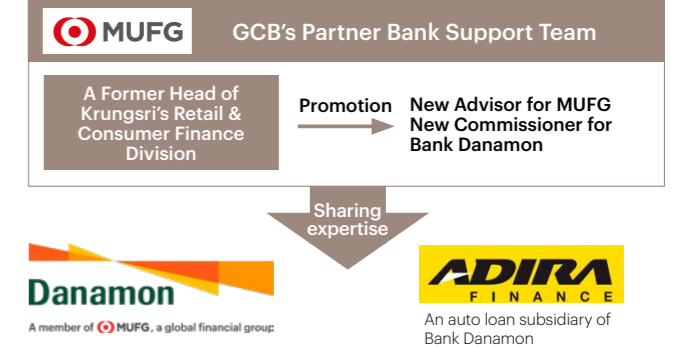 MUFG
GCB's Partner Bank Support Team
A Former Head of
Krungsri's Retail &
Consumer Finance
Division
Promotion
New Advisor for MUFG
New Commissioner for
Bank Danamon
Sharing
expertise
Danamon
A member of MUFG, a global financial group
ADIRA
FINANCE
An auto loan subsidiary of
Bank Danamon